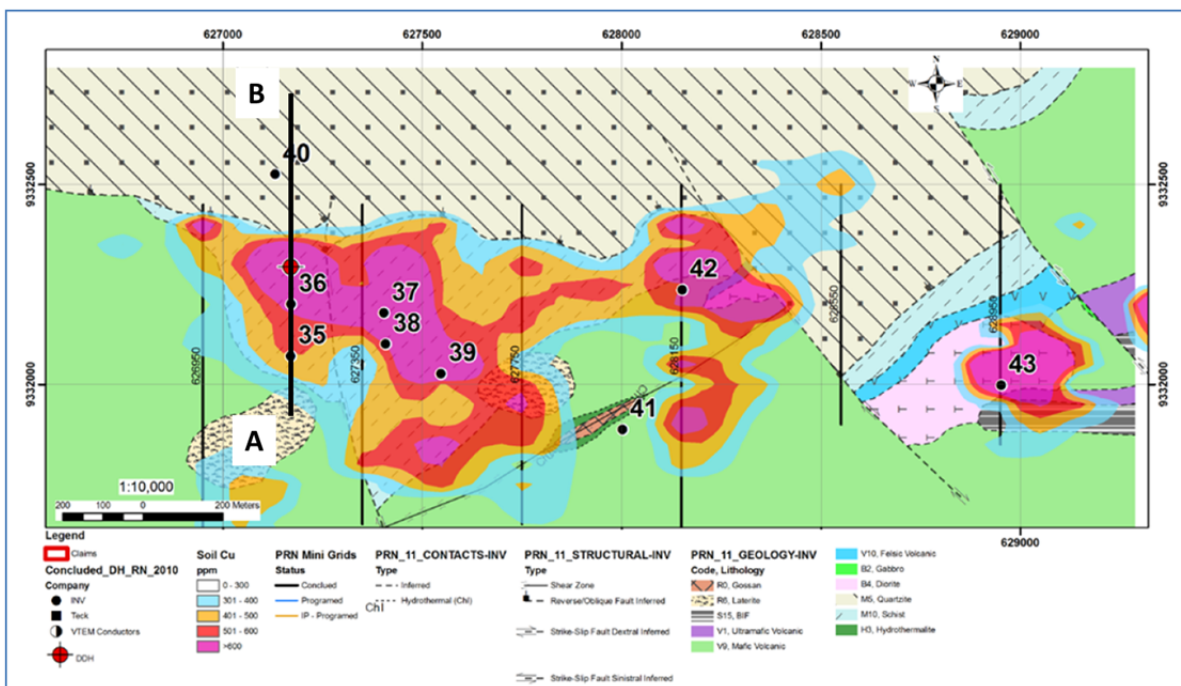 627000 627500 628000 628500 629000
N
W E
S
B
40
9332500 9332500
36 37 42
38
35 39
626950 627350 627750 628150 628550 628950
43
9332000 9332000
41
A
1:10,000
200 100 0 200 Meters
629000
Legend
Claims
Concluded_DH_RN_2010
Company
INV
Teck
VTEM Conductors
DDH
Soil Cu
ppm
0 - 300
301 - 400
401 - 500
501 - 600
>600
PRN Mini Grids
Status
Conclued
Programed
IP - Programed
PRN_11_CONTACTS-INV
Type
Inferred
Hydrothermal (Chl)
Chl
PRN_11_STRUCTURAL-INV
Type
Shear Zone
Reverse/Oblique Fault Inferred
Strike-Slip Fault Dextral Inferred
Strike-Slip Fault Sinistral Inferred
PRN_11_GEOLOGY-INV
Code, Lithology
R0, Gossan
R6, Laterite
S15, BIF
V1, Ultramafic Volcanic
V9, Mafic Volcanic
V10, Felsic Volcanic
B2, Gabbro
B4, Diorite
M5, Quartzite
M10, Schist
H3, Hydrothermalite